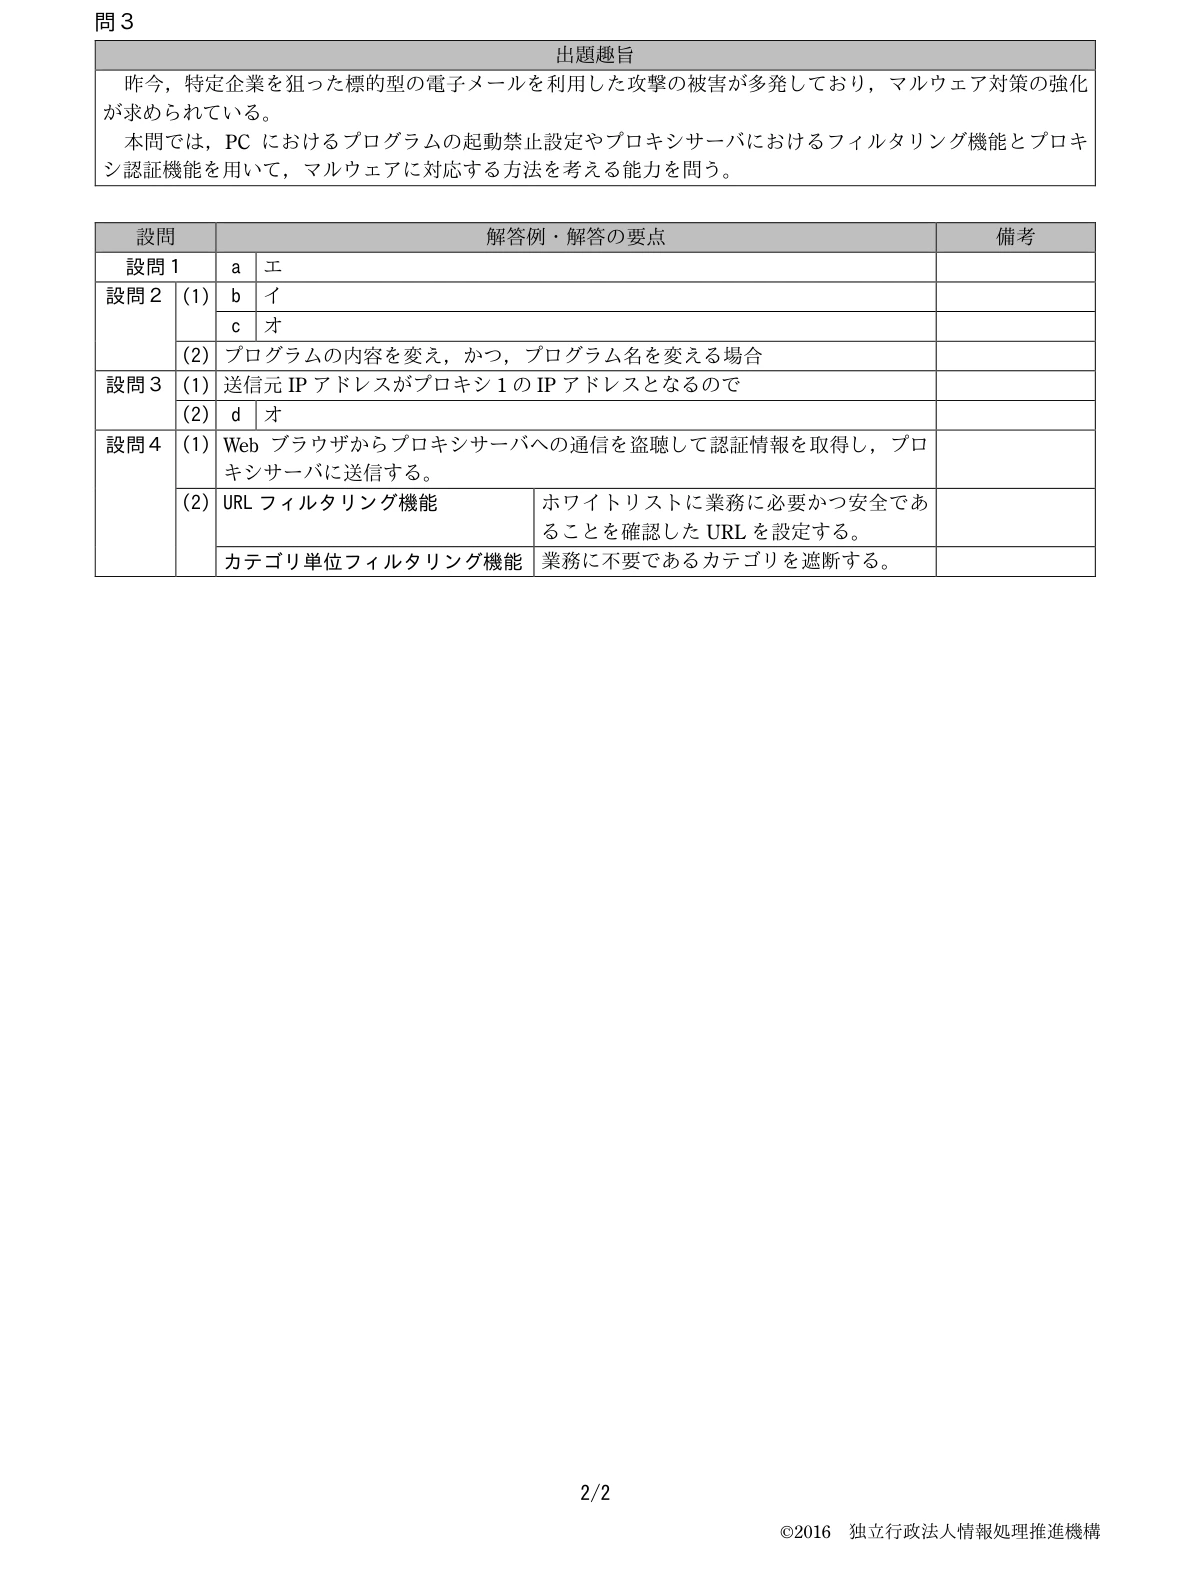 問３
出題趣旨
昨今，特定企業を狙った標的型の電子メールを利用した攻撃の被害が多発しており，マルウェア対策の強化
が求められている。
本問では，PC におけるプログラムの起動禁止設定やプロキシサーバにおけるフィルタリング機能とプロキ
シ認証機能を用いて，マルウェアに対応する方法を考える能力を問う。
設問 解答例・解答の要点 備考
設問１ a エ
設問２ (1) b イ
c オ
(2) プログラムの内容を変え，かつ，プログラム名を変える場合
設問３ (1) 送信元 IP アドレスがプロキシ 1 の IP アドレスとなるので
(2) d オ
設問４ (1) Web ブラウザからプロキシサーバへの通信を盗聴して認証情報を取得し，プロ
キシサーバに送信する。
(2) URL フィルタリング機能 ホワイトリストに業務に必要かつ安全であ
ることを確認した URL を設定する。
カテゴリ単位フィルタリング機能 業務に不要であるカテゴリを遮断する。
2/2
©2016 独立行政法人情報処理推進機構